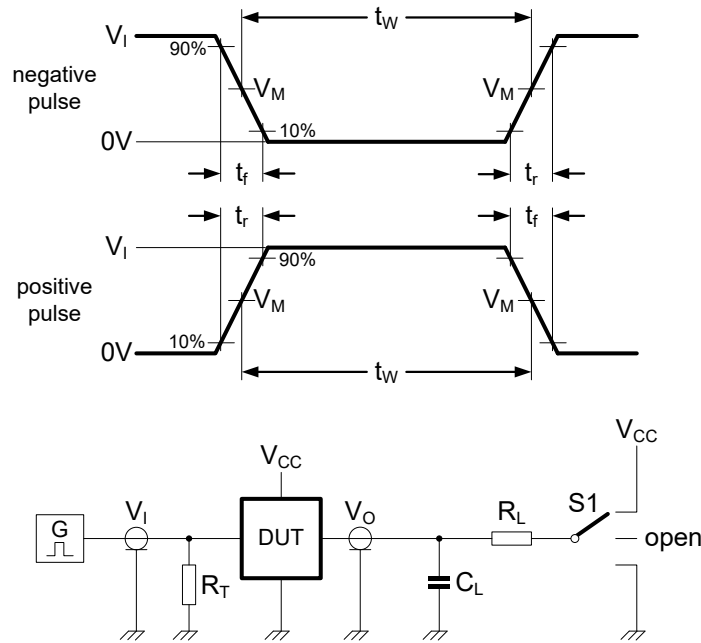 t_W
V_I
90%
negative
pulse
V_M
V_M
10%
0V
t_f
t_r
t_r
t_f
V_I
90%
positive
pulse
V_M
V_M
10%
0V
t_W
V_CC
V_CC
V_I
V_O
R_L
S1
G
DUT
open
R_T
C_L